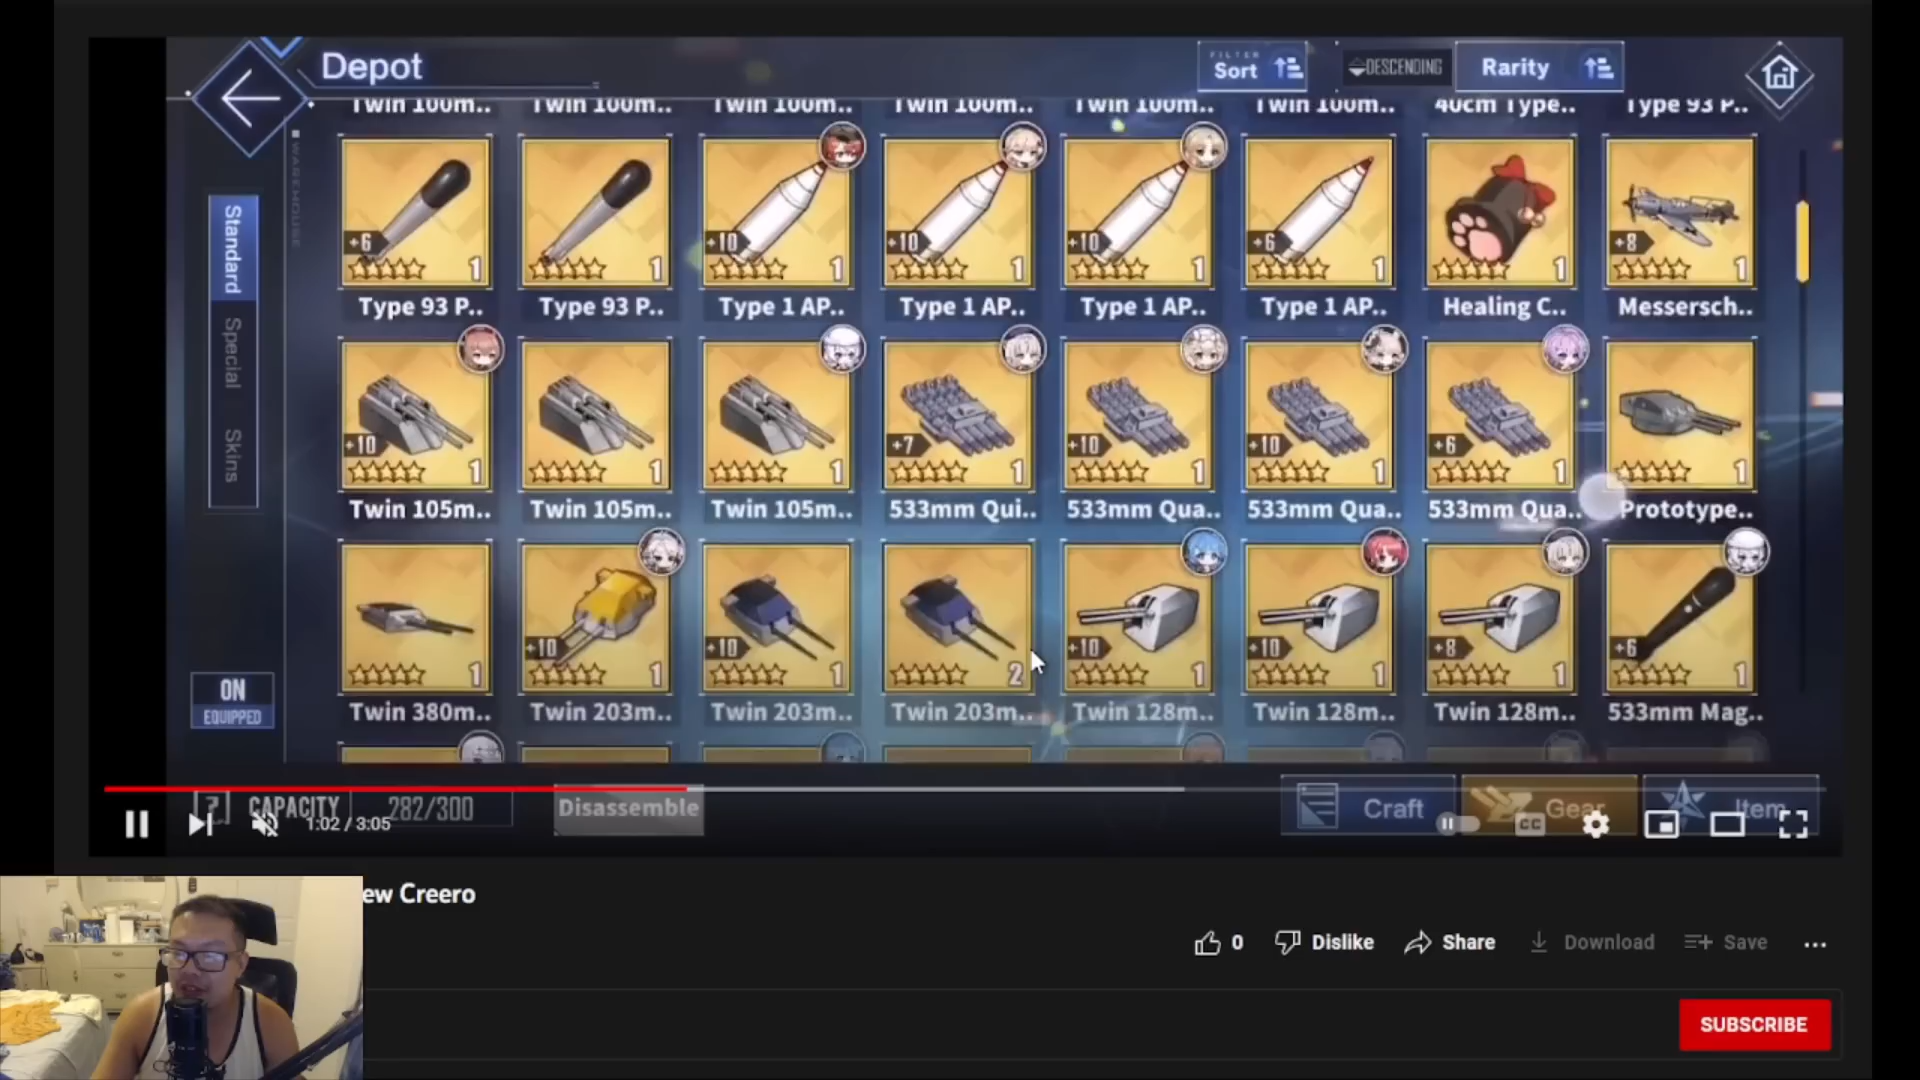 Depot
FILTER
Sort
DESCENDING
Rarity
Twin 100m.. Twin 100m.. Twin 100m.. Twin 100m.. Twin 100m.. Twin 100m.. 40cm Type.. Type 93 P..
WAREHOUSE
Standard
Special
Skins
+6 1 1 +10 1 +10 1 +10 1 +6 1 1 +8 1
Type 93 P.. Type 93 P.. Type 1 AP.. Type 1 AP.. Type 1 AP.. Type 1 AP.. Healing C.. Messersch..
+10 1 1 1 +7 1 +10 1 +10 1 +6 1 1
Twin 105m.. Twin 105m.. Twin 105m.. 533mm Qui.. 533mm Qua.. 533mm Qua.. 533mm Qua.. Prototype..
1 +10 1 +10 1 2 +10 1 +10 1 +8 1 +6 1
Twin 380m.. Twin 203m.. Twin 203m.. Twin 203m.. Twin 128m.. Twin 128m.. Twin 128m.. 533mm Mag..
ON
EQUIPPED
CAPACITY 282/300
Disassemble
Craft
Gear
Item
1:02 / 3:05
CC
ew Creero
0
Dislike
Share
Download
Save
SUBSCRIBE